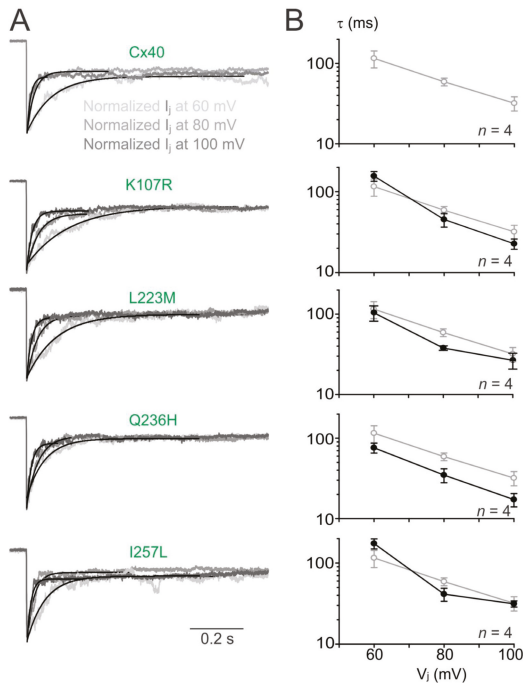 A
B
Cx40
Normalized Ij at 60 mV
Normalized Ij at 80 mV
Normalized Ij at 100 mV
K107R
L223M
Q236H
I257L
0.2 s
τ (ms)
100
10
n = 4
100
10
n = 4
100
10
n = 4
100
10
n = 4
100
10
n = 4
60 80 100
Vj (mV)